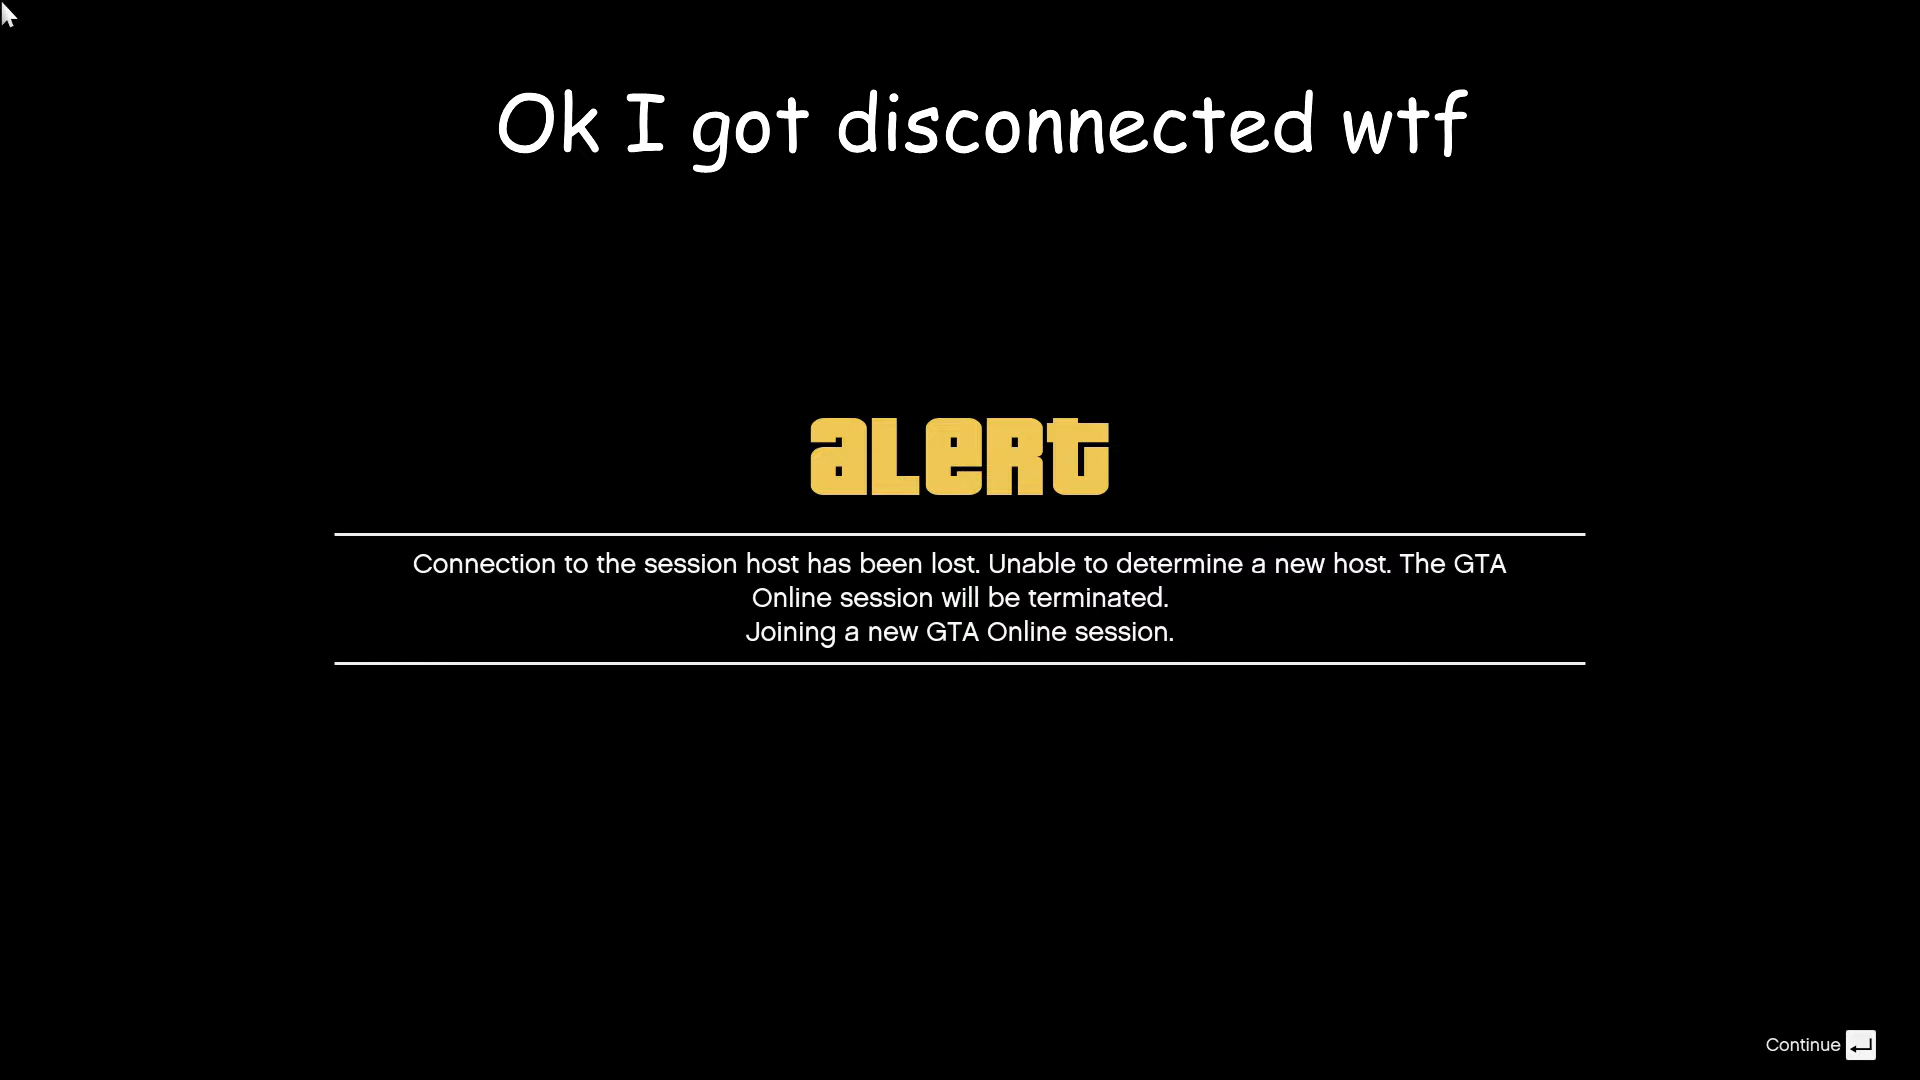 Ok I got disconnected wtf
aLeRt
Connection to the session host has been lost. Unable to determine a new host. The GTA
Online session will be terminated.
Joining a new GTA Online session.
Continue